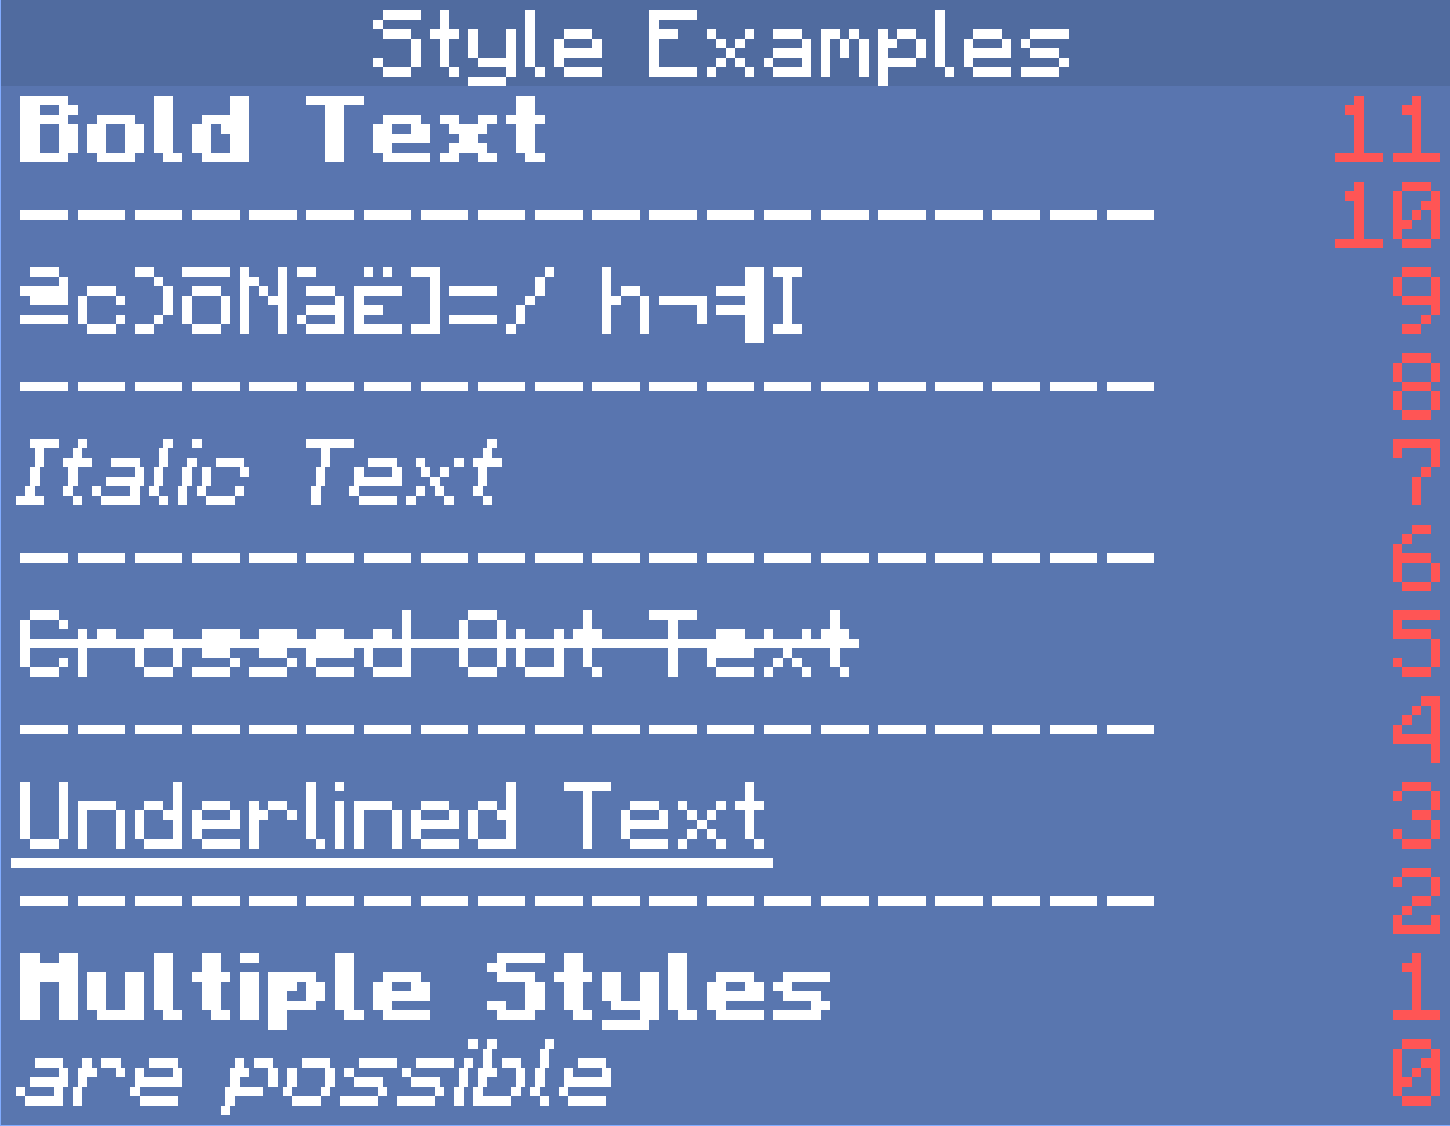 Style Examples
Bold Text 11
-------------------- 10
9
-------------------- 8
Italic Text 7
-------------------- 6
Crossed Out Text 5
-------------------- 4
Underlined Text 3
-------------------- 2
Multiple Styles 1
are possible 0